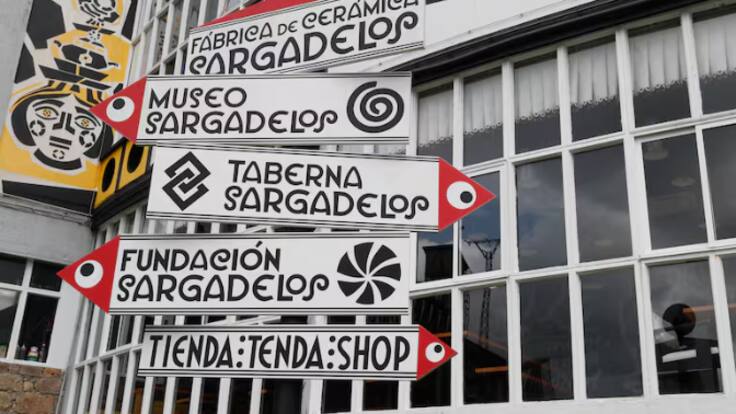 FÁBRICA DE CERÁMICA
SARGADELOS
MUSEO
SARGADELOS
TABERNA
SARGADELOS
FUNDACIÓN
SARGADELOS
TIENDA:TENDA:SHOP